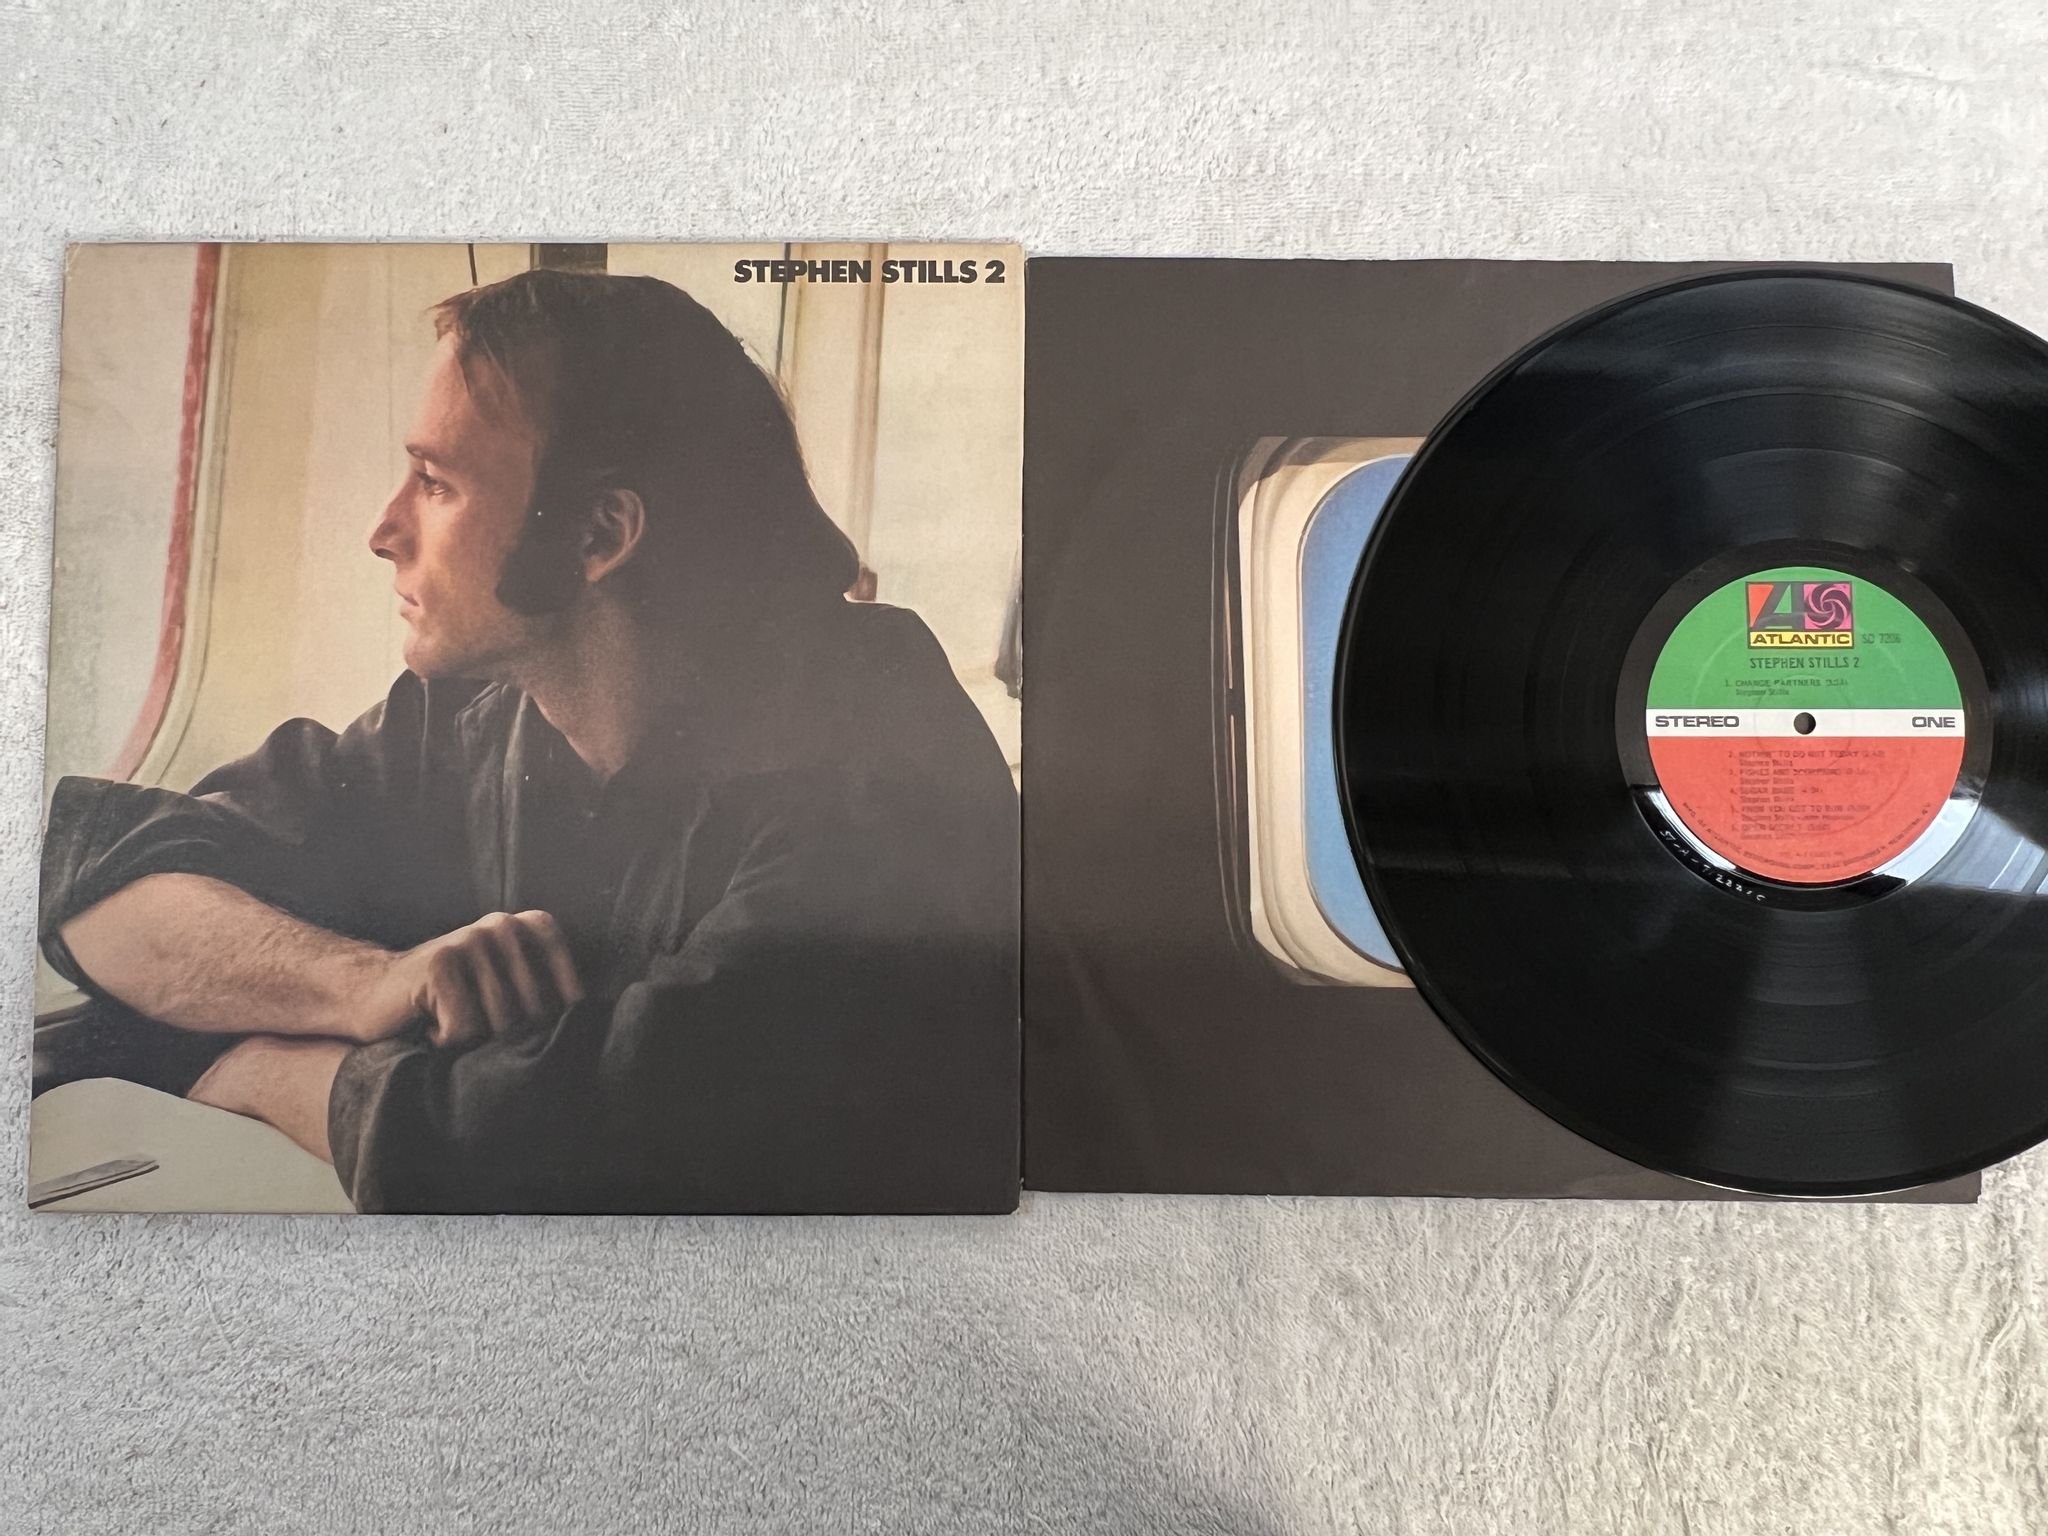 STEPHEN STILLS 2
ATLANTIC
SD 7206
STEPHEN STILLS 2
1. CHANGE PARTNERS
Stephen Stills
STEREO
ONE
2. NOTHIN' TO DO BUT TODAY
Stephen Stills
3. FISHES AND SCORPIONS
Stephen Stills
4. SUGAR BABE
Stephen Stills
5. KNOW YOU GOT TO RUN
6. OPEN SECRET
ST-A-712221